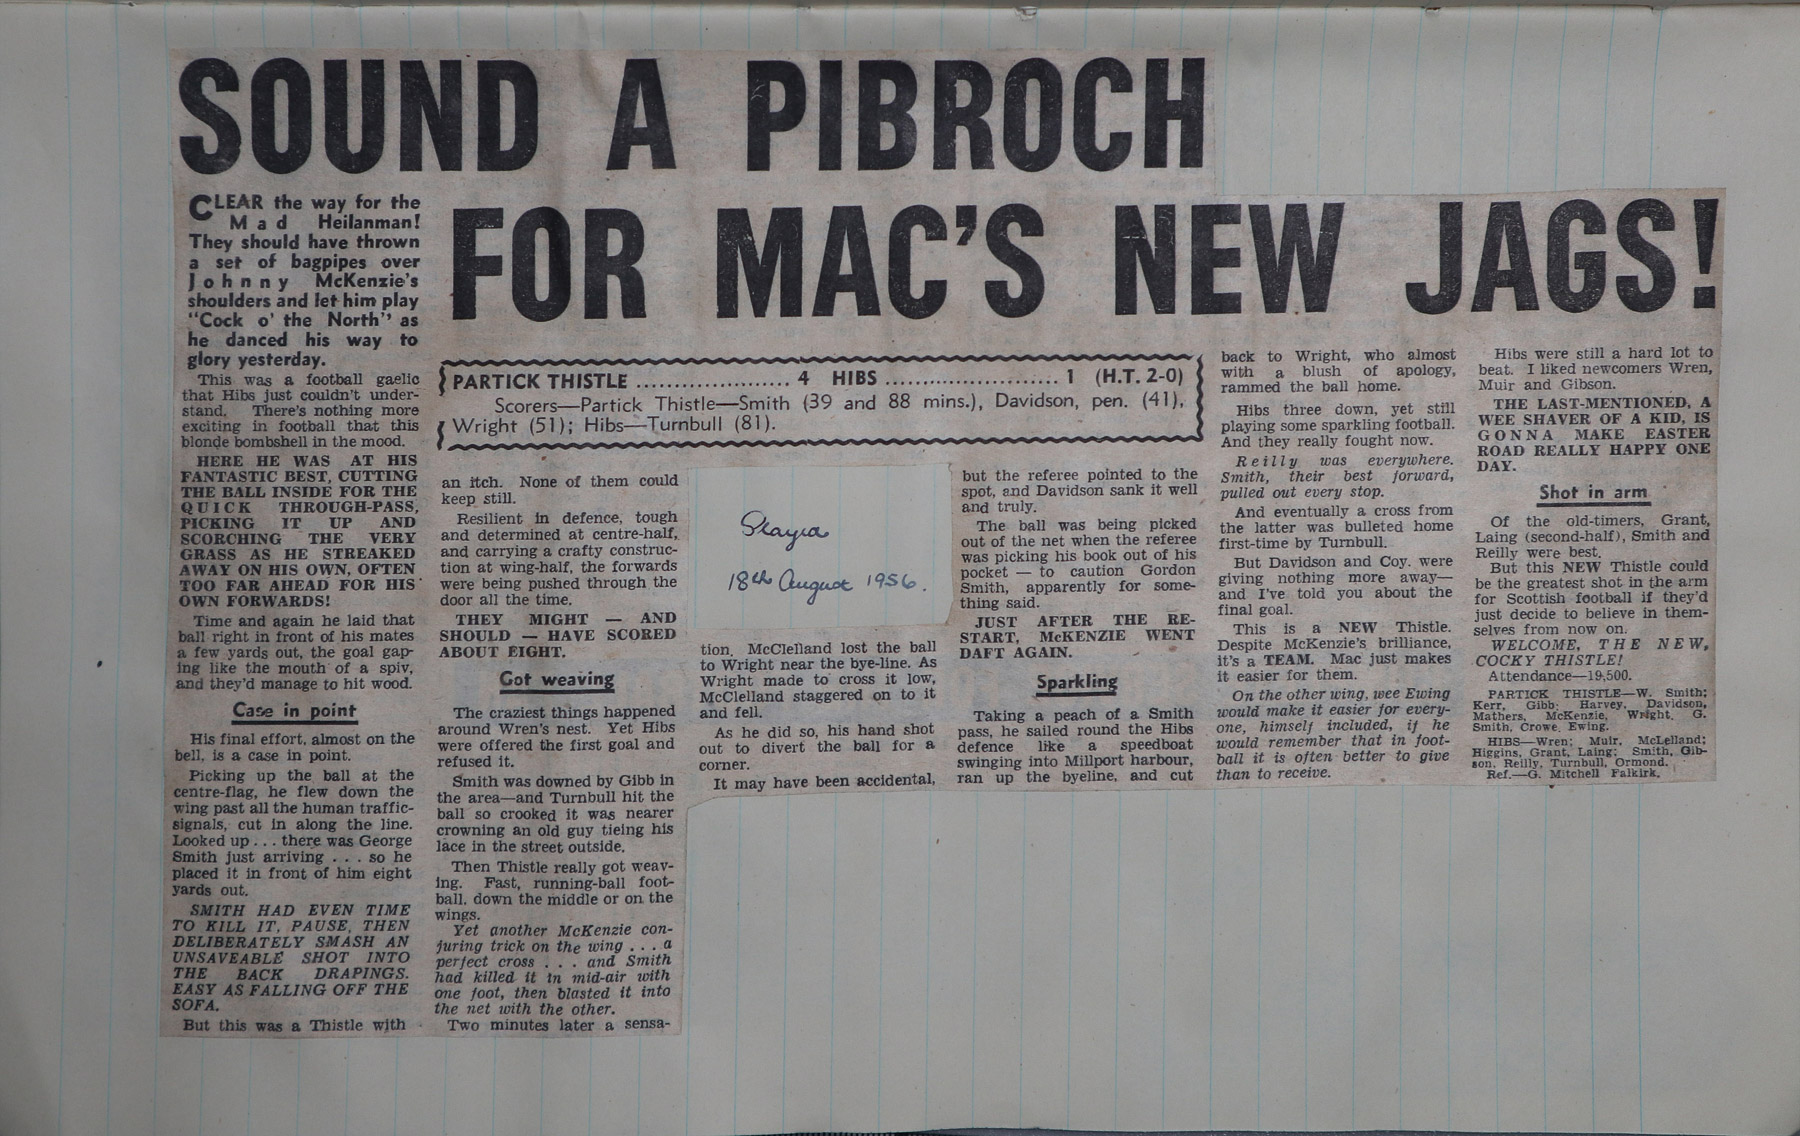 SOUND A PIBROCH
FOR MAC'S NEW JAGS!
CLEAR the way for the
Mad Heilanman!
They should have thrown
a set of bagpipes over
Johnny McKenzie's
shoulders and let him play
"Cock o' the North" as
he danced his way to
glory yesterday.
This was a football gaelic
that Hibs just couldn't under-
stand. There's nothing more
exciting in football that this
blonde bombshell in the mood.
HERE HE WAS AT HIS
FANTASTIC BEST, CUTTING
THE BALL INSIDE FOR THE
QUICK THROUGH-PASS,
PICKING IT UP AND
SCORCHING THE VERY
GRASS AS HE STREAKED
AWAY ON HIS OWN, OFTEN
TOO FAR AHEAD FOR HIS
OWN FORWARDS!
Time and again he laid that
ball right in front of his mates
a few yards out, the goal gap-
ing like the mouth of a spiv,
and they'd manage to hit wood.
Case in point
His final effort, almost on the
bell, is a case in point.
Picking up the ball at the
centre-flag, he flew down the
wing past all the human traffic-
signals, cut in along the line.
Looked up . . . there was George
Smith just arriving . . . so he
placed it in front of him eight
yards out.
SMITH HAD EVEN TIME
TO KILL IT, PAUSE, THEN
DELIBERATELY SMASH AN
UNSAVEABLE SHOT INTO
THE BACK DRAPINGS.
EASY AS FALLING OFF THE
SOFA.
But this was a Thistle with
PARTICK THISTLE ...................... 4 HIBS ......................... 1 (H.T. 2-0)
Scorers—Partick Thistle—Smith (39 and 88 mins.), Davidson, pen. (41),
Wright (51); Hibs—Turnbull (81).
an itch. None of them could
keep still.
Resilient in defence, tough
and determined at centre-half,
and carrying a crafty construc-
tion at wing-half, the forwards
were being pushed through the
door all the time.
THEY MIGHT — AND
SHOULD — HAVE SCORED
ABOUT EIGHT.
Got weaving
The craziest things happened
around Wren's nest. Yet Hibs
were offered the first goal and
refused it.
Smith was downed by Gibb in
the area—and Turnbull hit the
ball so crooked it was nearer
crowning an old guy tieing his
lace in the street outside.
Then Thistle really got weav-
ing. Fast, running-ball foot-
ball, down the middle or on the
wings.
Yet another McKenzie con-
juring trick on the wing . . . a
perfect cross . . . and Smith
had killed it in mid-air with
one foot, then blasted it into
the net with the other.
Two minutes later a sensa-
Played
18th August 1956.
tion. McClelland lost the ball
to Wright near the bye-line. As
Wright made to cross it low,
McClelland staggered on to it
and fell.
As he did so, his hand shot
out to divert the ball for a
corner.
It may have been accidental,
but the referee pointed to the
spot, and Davidson sank it well
and truly.
The ball was being picked
out of the net when the referee
was picking his book out of his
pocket — to caution Gordon
Smith, apparently for some-
thing said.
JUST AFTER THE RE-
START, McKENZIE WENT
DAFT AGAIN.
Sparkling
Taking a peach of a Smith
pass, he sailed round the Hibs
defence like a speedboat
swinging into Millport harbour,
ran up the byeline, and cut
back to Wright, who almost
with a blush of apology,
rammed the ball home.
Hibs three down, yet still
playing some sparkling football.
And they really fought now.
Reilly was everywhere.
Smith, their best forward,
pulled out every stop.
And eventually a cross from
the latter was bulleted home
first-time by Turnbull.
But Davidson and Coy. were
giving nothing more away—
and I've told you about the
final goal.
This is a NEW Thistle.
Despite McKenzie's brilliance,
it's a TEAM. Mac just makes
it easier for them.
On the other wing, wee Ewing
would make it easier for every-
one, himself included, if he
would remember that in foot-
ball it is often better to give
than to receive.
Hibs were still a hard lot to
beat. I liked newcomers Wren,
Muir and Gibson.
THE LAST-MENTIONED, A
WEE SHAVER OF A KID, IS
GONNA MAKE EASTER
ROAD REALLY HAPPY ONE
DAY.
Shot in arm
Of the old-timers, Grant,
Laing (second-half), Smith and
Reilly were best.
But this NEW Thistle could
be the greatest shot in the arm
for Scottish football if they'd
just decide to believe in them-
selves from now on.
WELCOME, THE NEW,
COCKY THISTLE!
Attendance—19,500.
PARTICK THISTLE—W. Smith;
Kerr, Gibb; Harvey, Davidson,
Mathers, McKenzie, Wright, G.
Smith, Crowe, Ewing.
HIBS—Wren; Muir, McLelland;
Higgins, Grant, Laing; Smith, Gib-
son, Reilly, Turnbull, Ormond.
Ref.—G. Mitchell Falkirk.